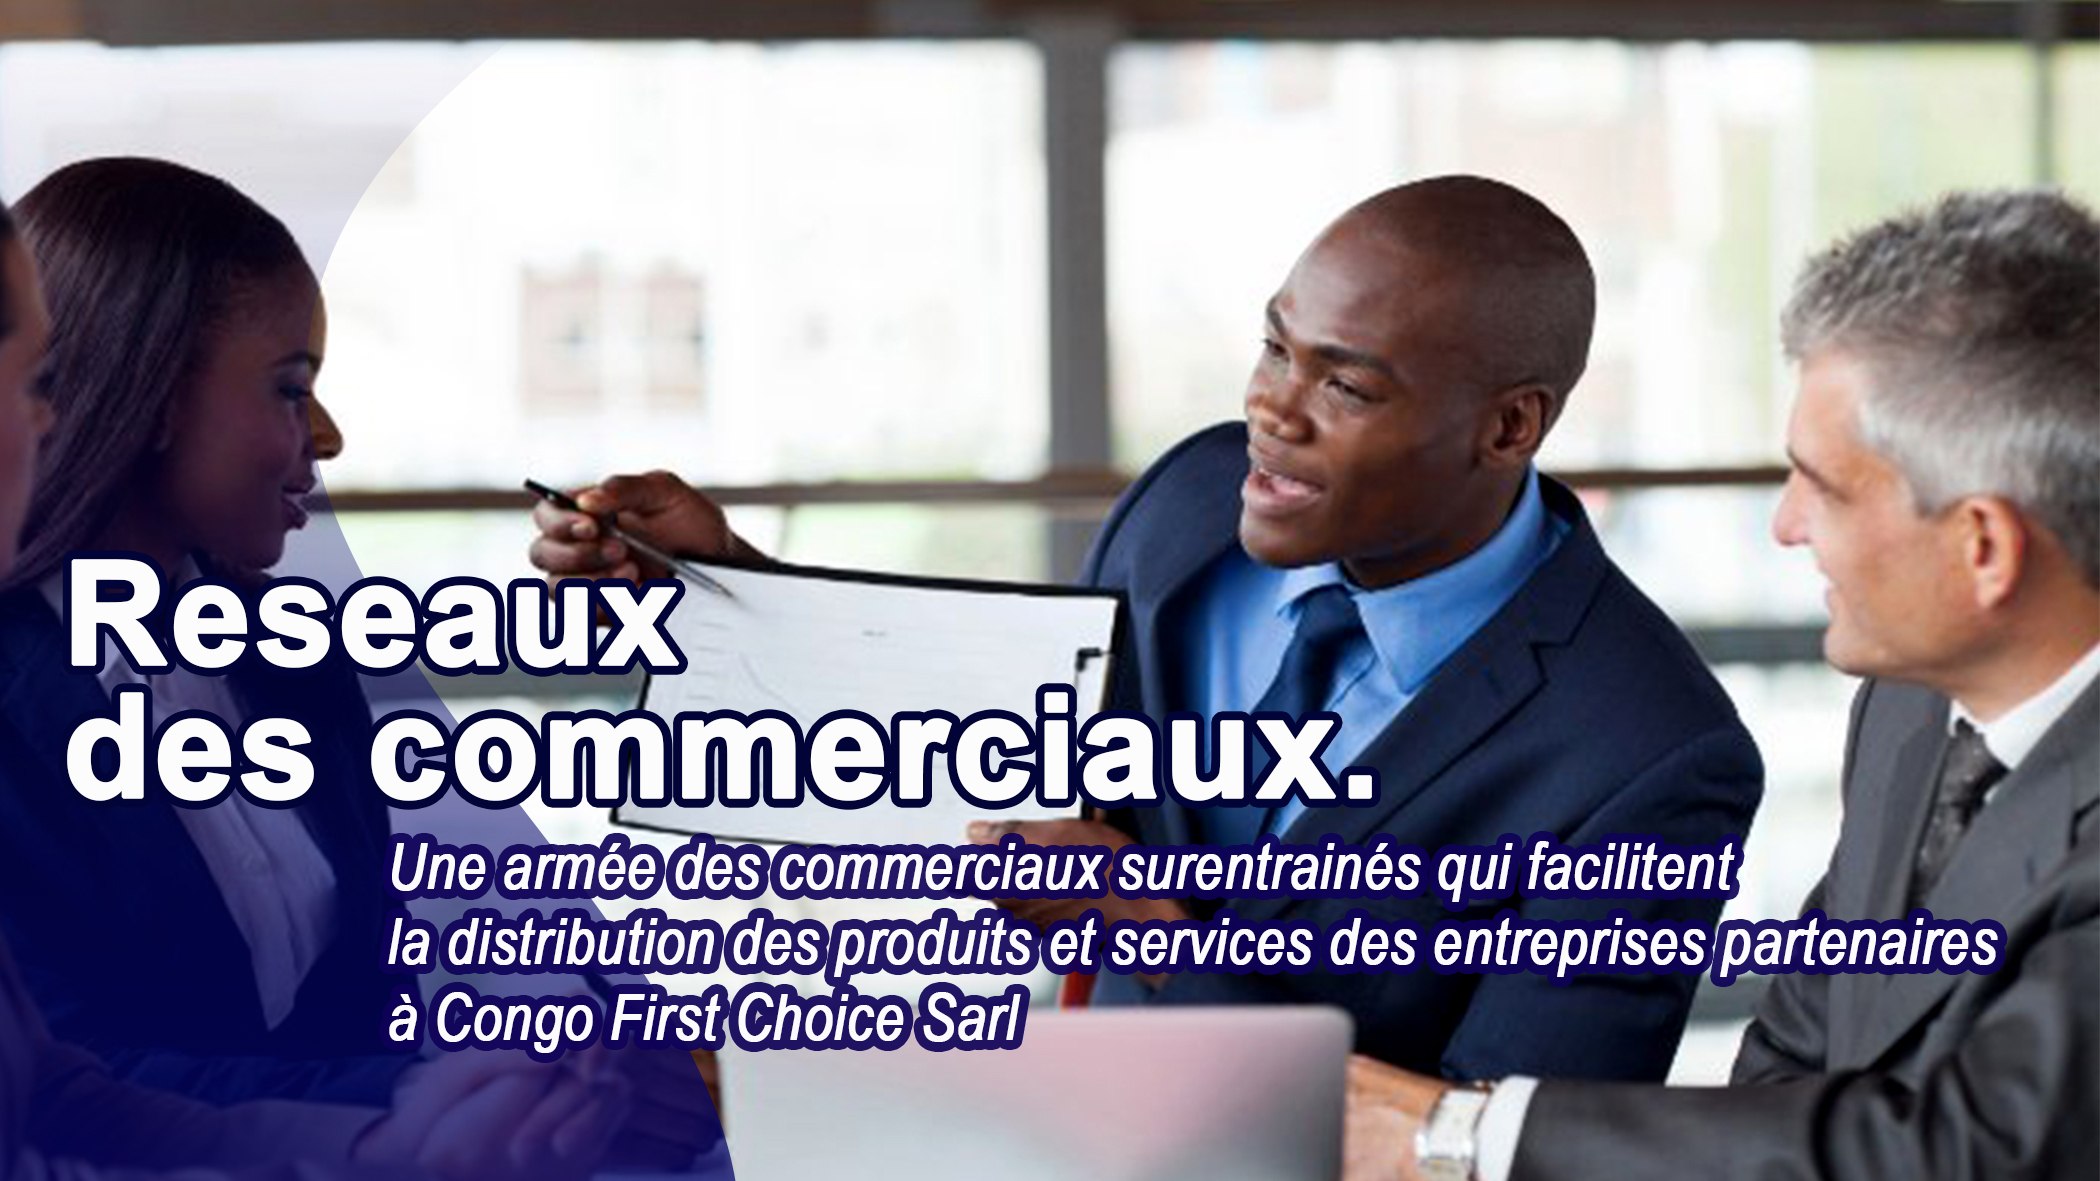 Reseaux
des commerciaux.
Une armée des commerciaux surentrainés qui facilitent
la distribution des produits et services des entreprises partenaires
à Congo First Choice Sarl